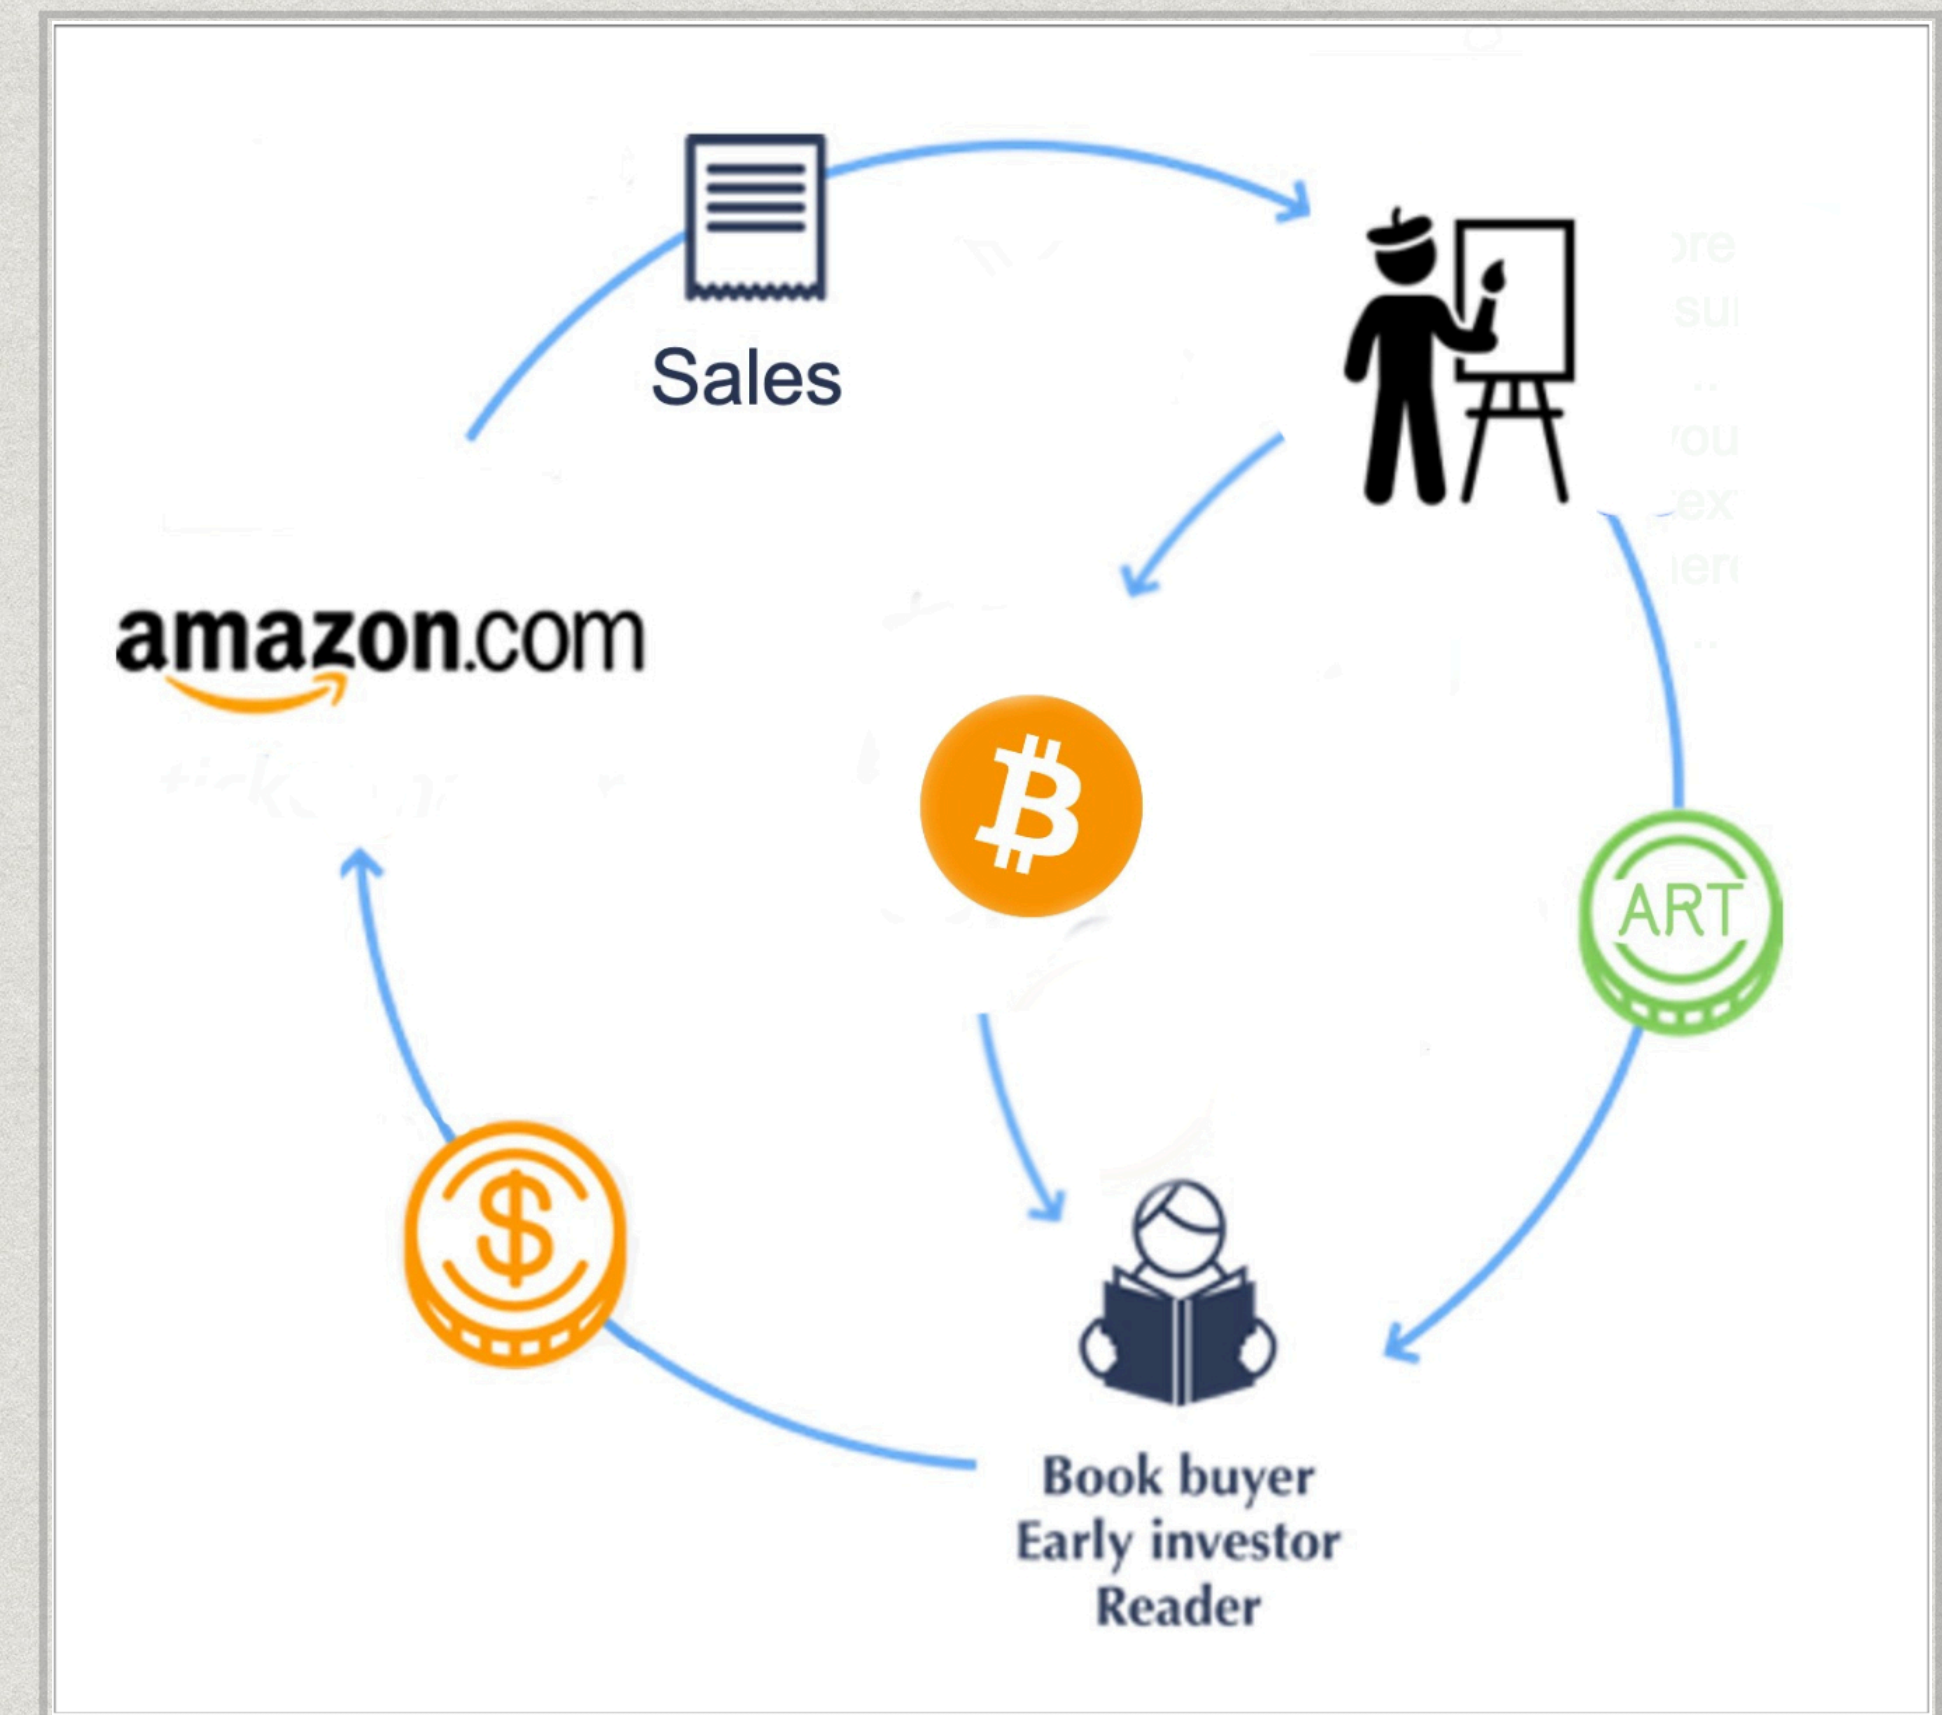 Sales
amazon.com
ART
$
Book buyer
Early investor
Reader